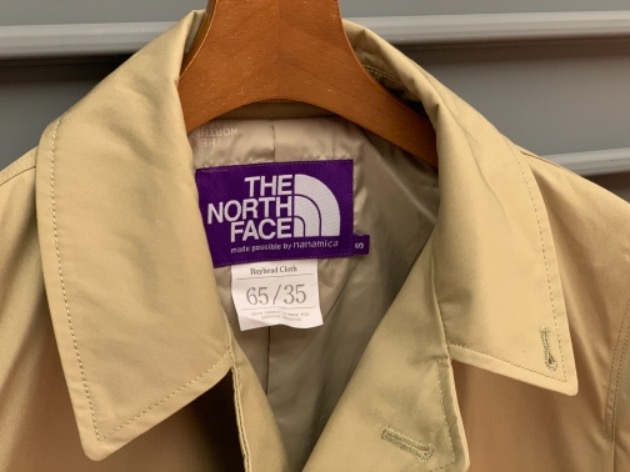 THE
NORTH
FACE
made possible by nanamica
S
Bayhead Cloth
65/35